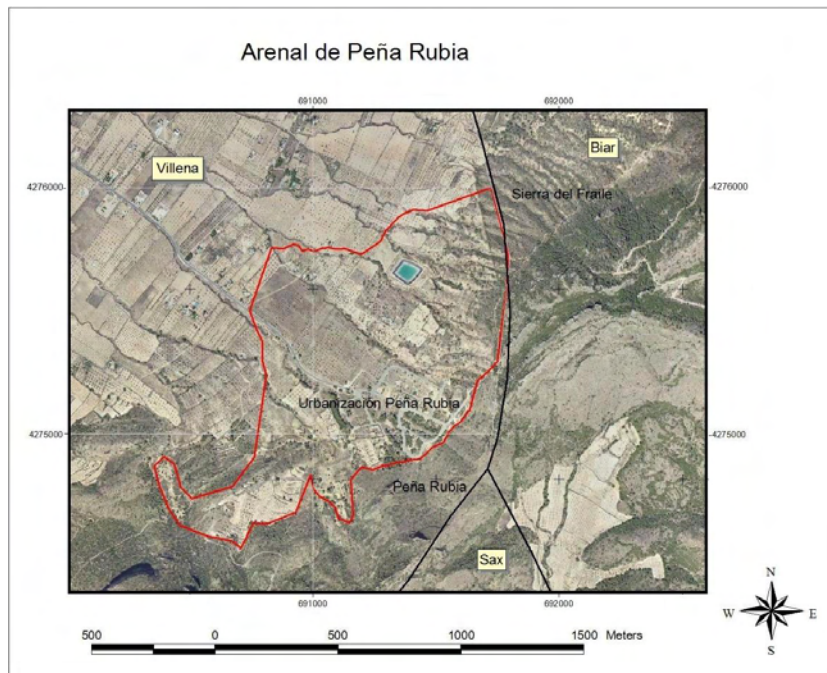 Arenal de Peña Rubia
691000 692000
Biar
Villena
4276000 4276000
Sierra del Fraile
Urbanización Peña Rubia
4275000 4275000
Peña Rubia
Sax
691000 692000
N
W E
S
500 0 500 1000 1500 Meters